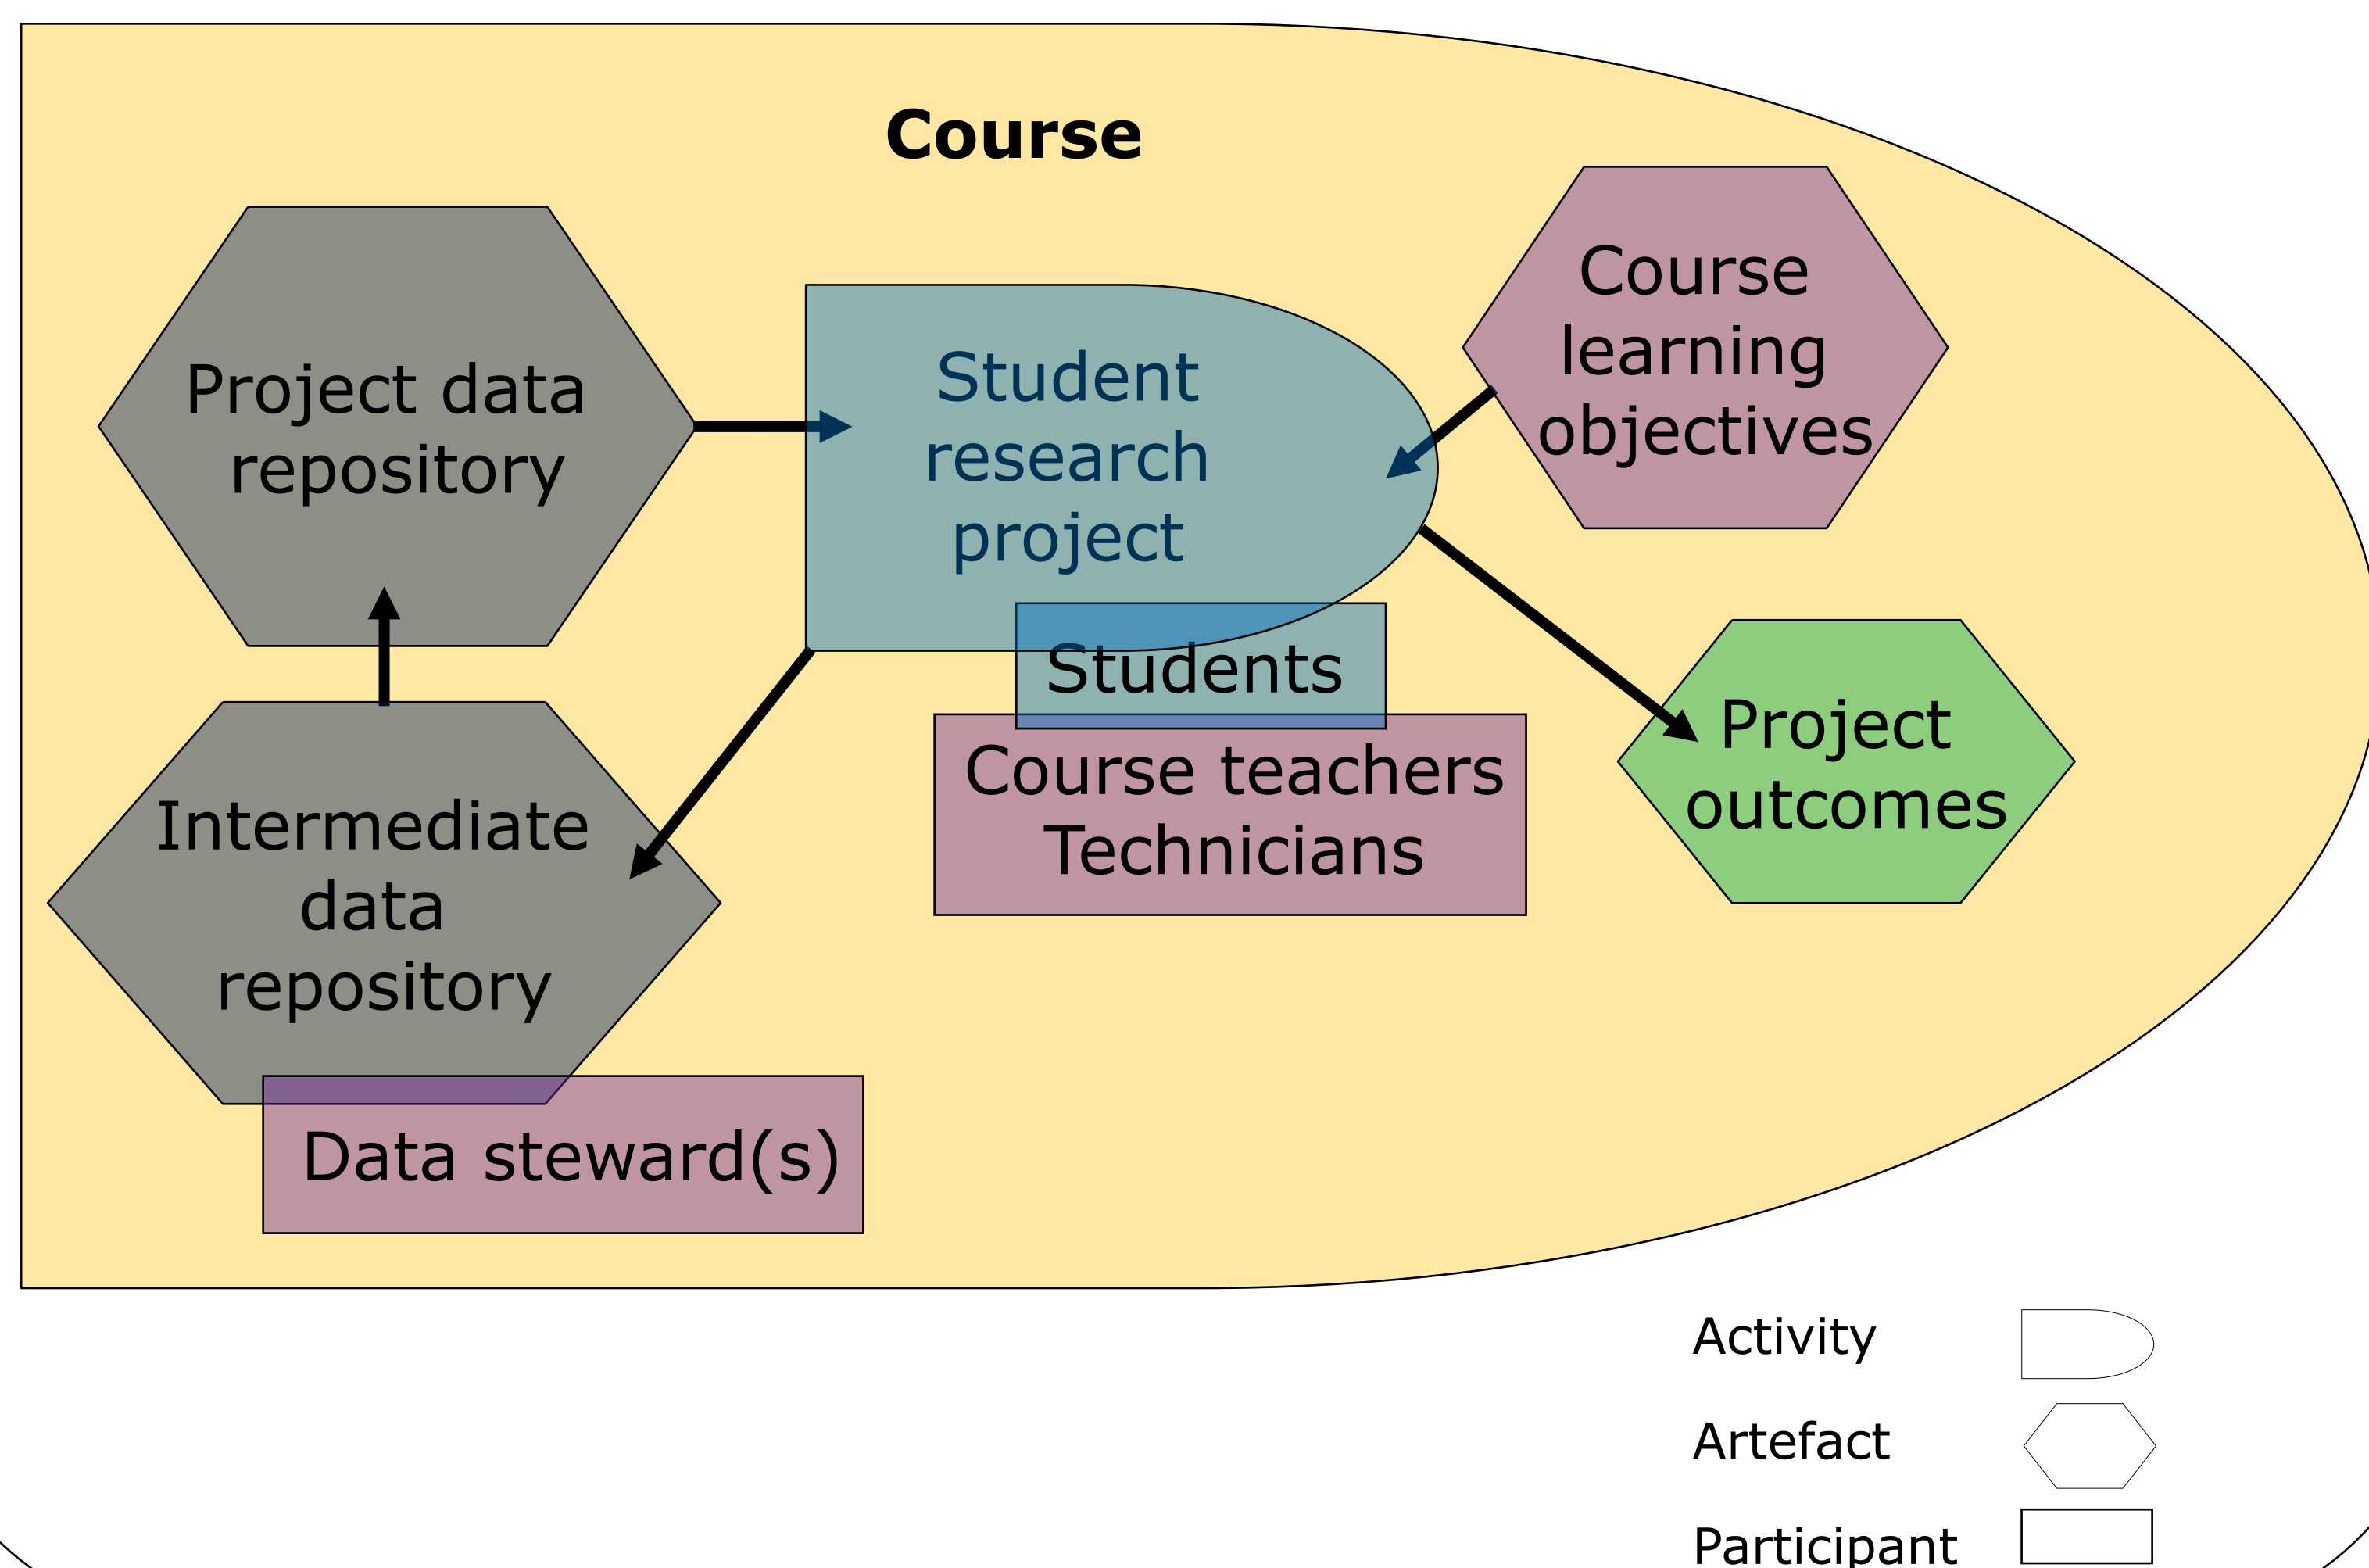 Course
Project data
repository
Student
research
project
Course
learning
objectives
Students
Course teachers
Technicians
Project
outcomes
Intermediate
data
repository
Data steward(s)
Activity
Artefact
Participant